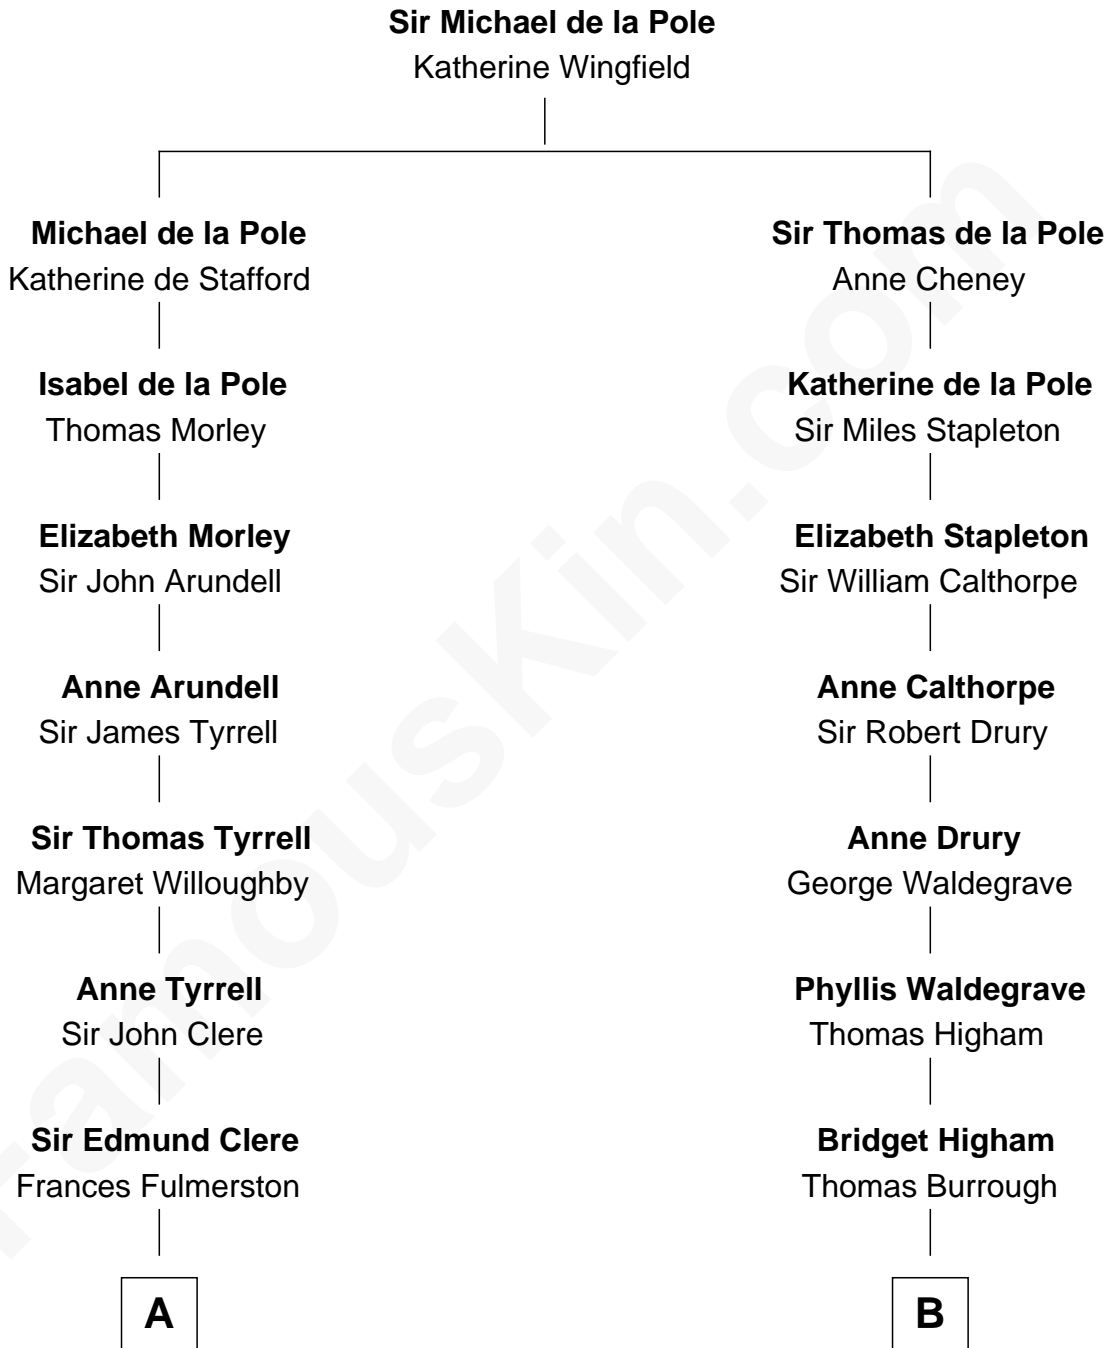 Sir Michael de la Pole
Katherine Wingfield
Michael de la Pole
Katherine de Stafford
Sir Thomas de la Pole
Anne Cheney
Isabel de la Pole
Thomas Morley
Katherine de la Pole
Sir Miles Stapleton
Elizabeth Morley
Sir John Arundell
Elizabeth Stapleton
Sir William Calthorpe
Anne Arundell
Sir James Tyrrell
Anne Calthorpe
Sir Robert Drury
Sir Thomas Tyrrell
Margaret Willoughby
Anne Drury
George Waldegrave
Anne Tyrrell
Sir John Clere
Phyllis Waldegrave
Thomas Higham
Sir Edmund Clere
Frances Fulmerston
Bridget Higham
Thomas Burrough
A
B
FamousKin.com